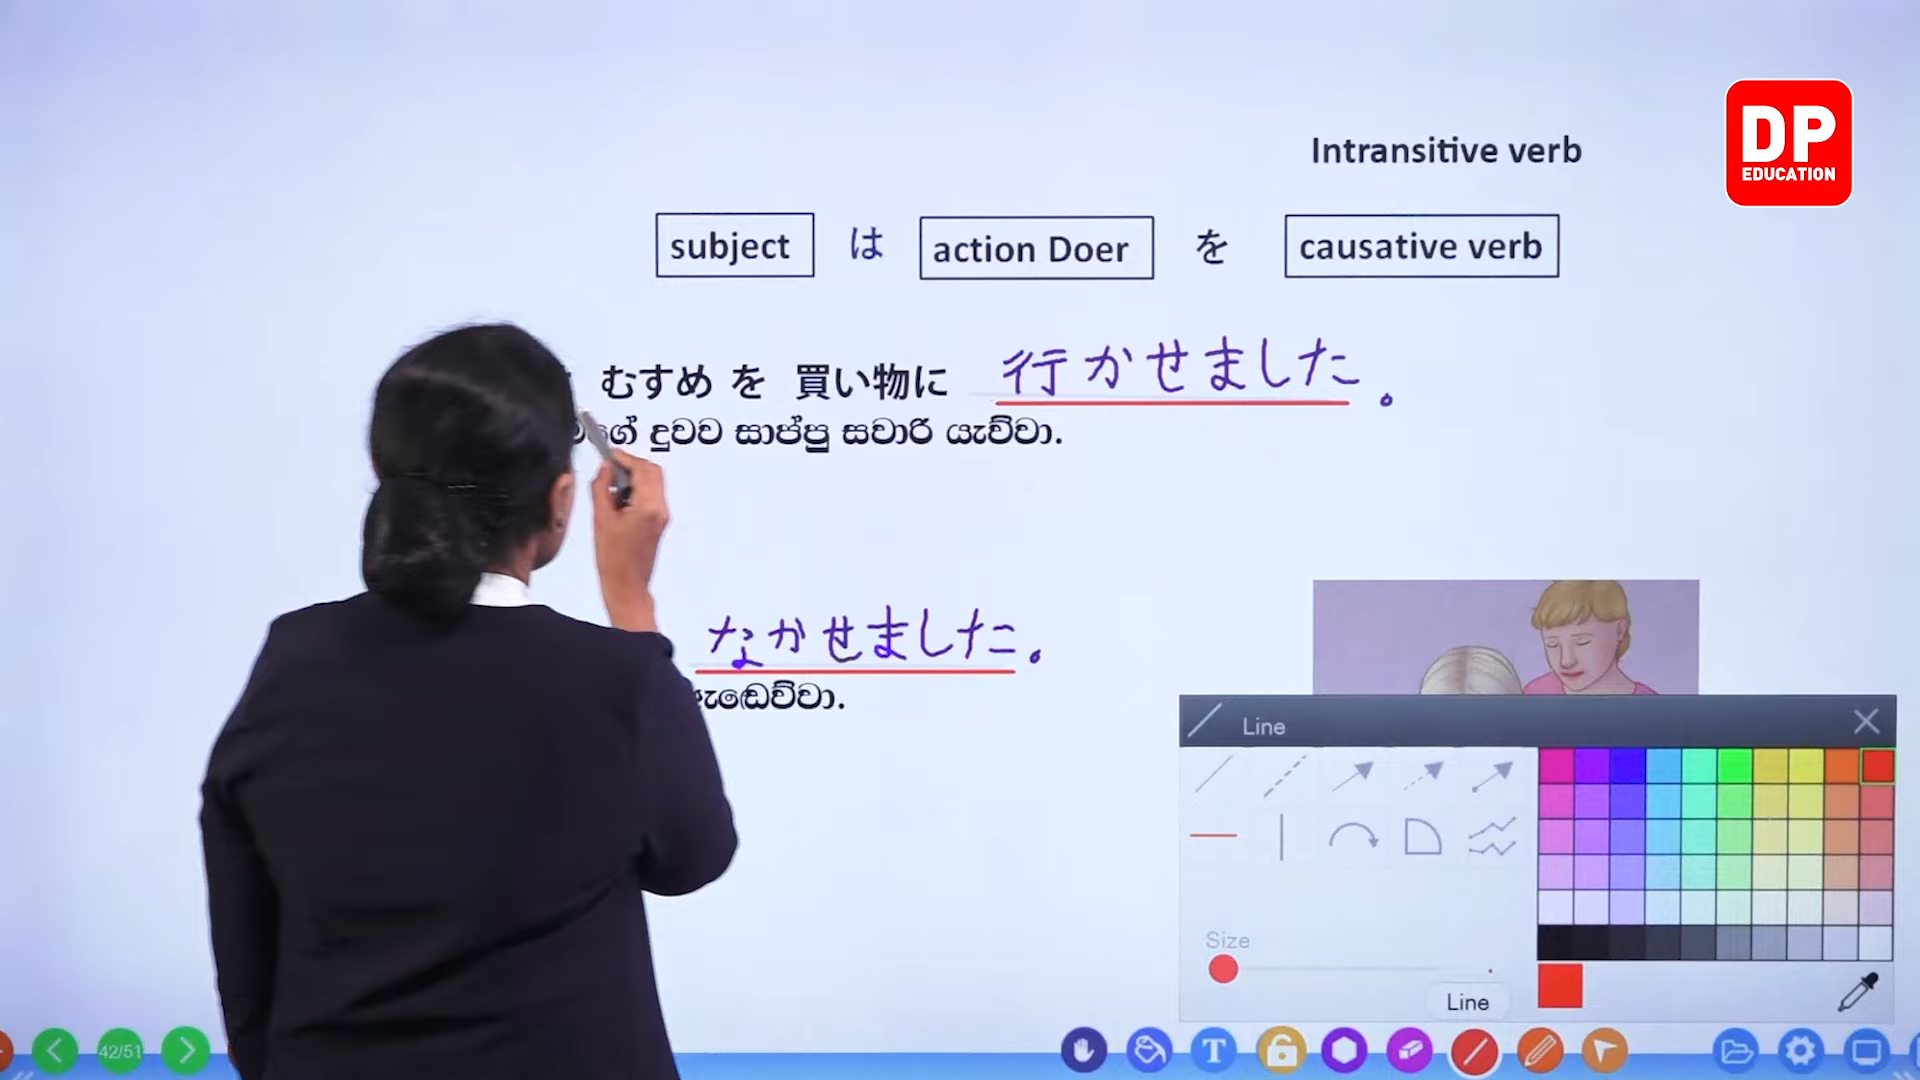 DP
EDUCATION
Intransitive verb
subject は action Doer を causative verb
むすめ を 買い物に 行かせました。
දුවව සාප්පු සවාරි යැව්වා.
なかせました。
Line
Size
Line
42/51